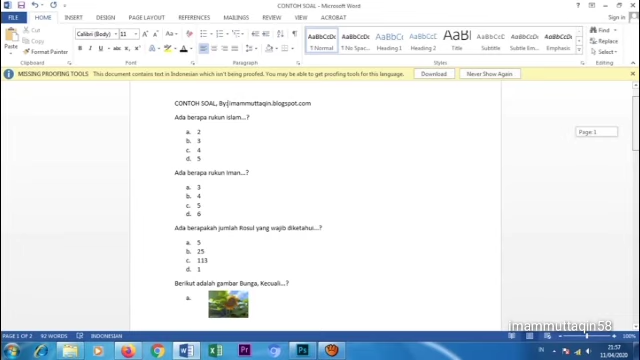 CONTOH SOAL - Microsoft Word
FILE HOME INSERT DESIGN PAGE LAYOUT REFERENCES MAILINGS REVIEW VIEW ACROBAT Sign in
Paste Cut Copy Format Painter
Calibri (Body) 11
AaBbCcDc AaBbCcDc AaBbCc AaBbCcD AaBbCcD AaBbCcDc
¶ Normal ¶ No Spac... Heading 1 Heading 2 Title Subtitle Subtle Em... Emphasis
Find Replace Select
Clipboard Font Paragraph Styles Editing
MISSING PROOFING TOOLS This document contains text in Indonesian which isn't being proofed. You may be able to get proofing tools for this language. Download Never Show Again
CONTOH SOAL, By:imammuttaqin.blogspot.com
Ada berapa rukun islam...?
a. 2
b. 3
c. 4
d. 5
Page 1
Ada berapa rukun Iman...?
a. 3
b. 4
c. 5
d. 6
Ada berapakah jumlah Rosul yang wajib diketahui...?
a. 5
b. 25
c. 113
d. 1
Berikut adalah gambar Bunga, Kecuali...?
a.
imammuttaqin58
PAGE 1 OF 2 92 WORDS INDONESIAN 100%
IN 21:57
11/04/2020